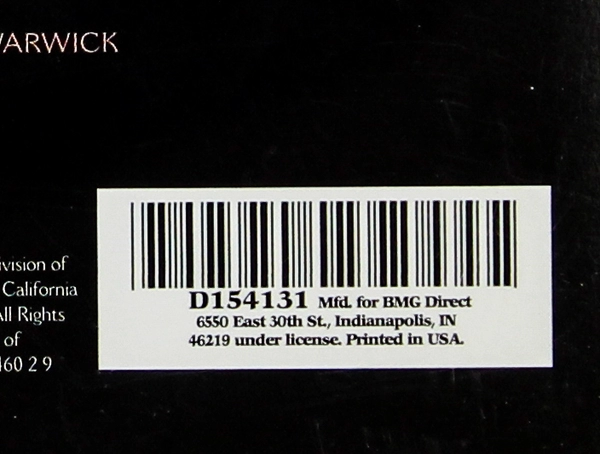 WARWICK
ivision of
California
All Rights
of
460 2 9
D154131 Mfd. for BMG Direct
6550 East 30th St., Indianapolis, IN
46219 under license. Printed in USA.